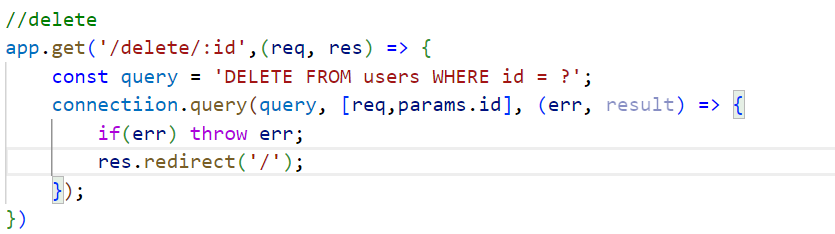 //delete
app.get('/delete/:id',(req, res) => {
    const query = 'DELETE FROM users WHERE id = ?';
    connectiion.query(query, [req,params.id], (err, result) => {
        if(err) throw err;
        res.redirect('/');
    });
})